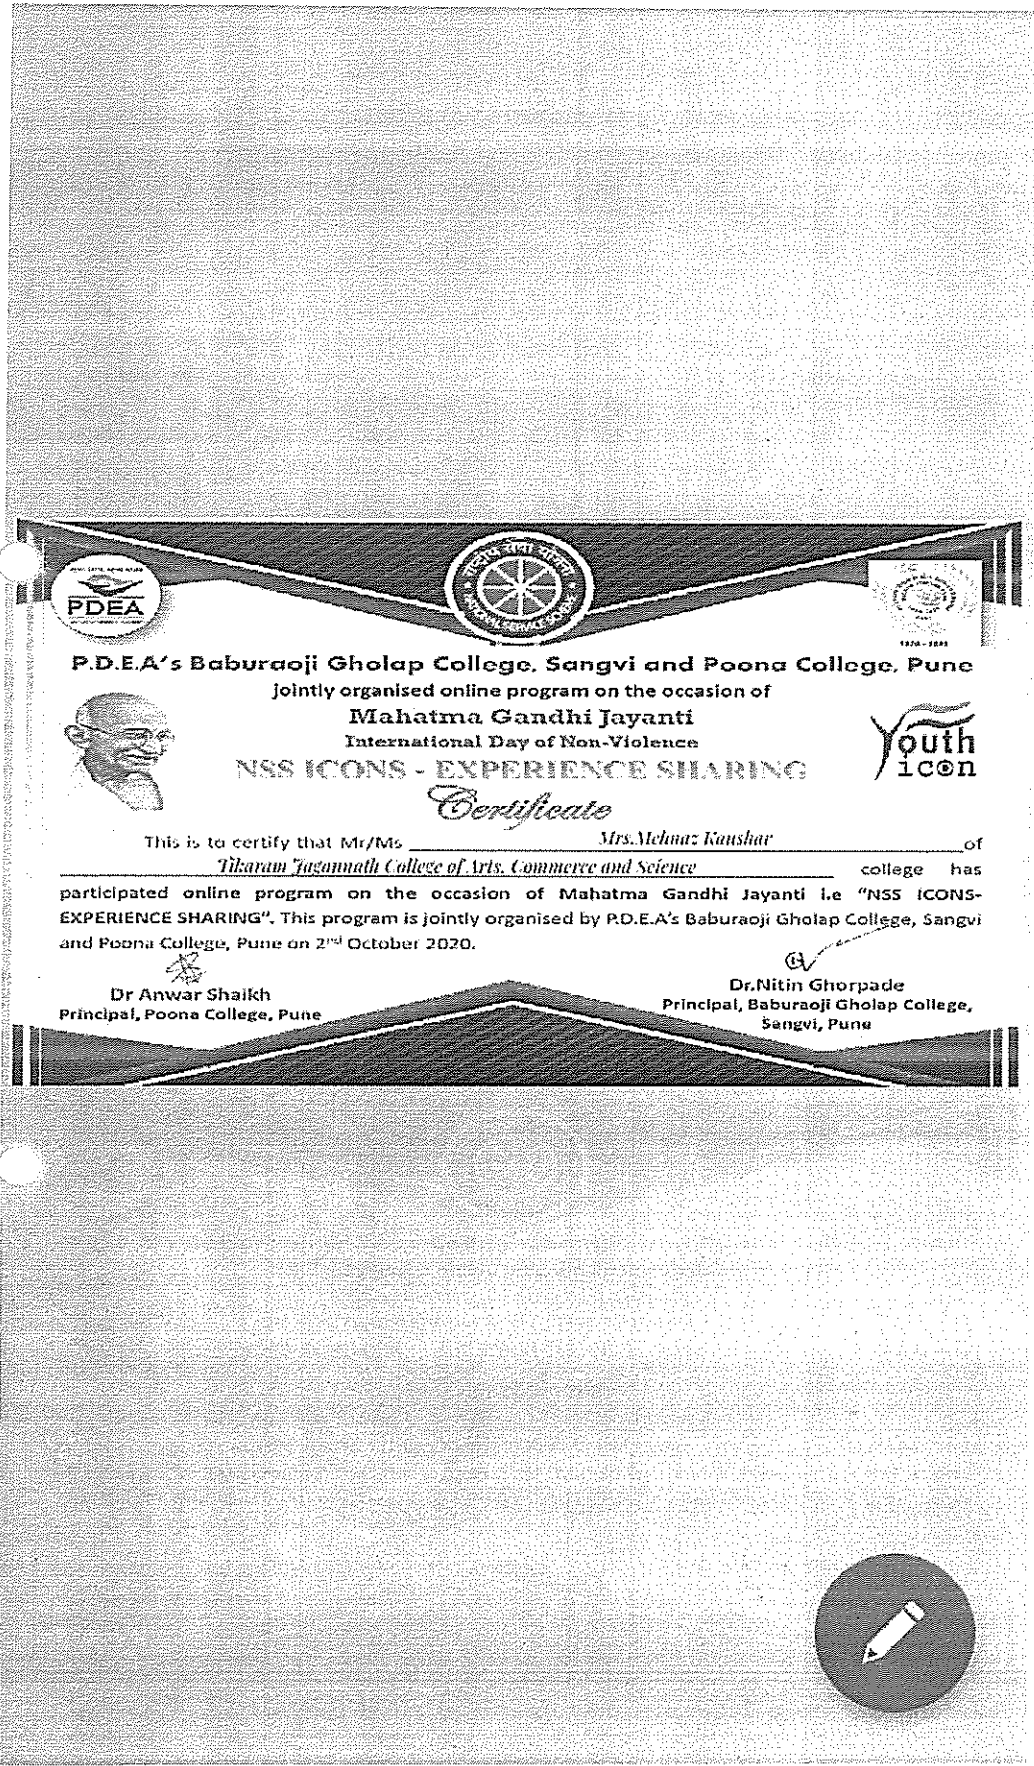 PDEA
राष्ट्रीय सेवा योजना
NATIONAL SERVICE SCHEME
P.D.E.A's Baburaoji Gholap College, Sangvi and Poona College, Pune
jointly organised online program on the occasion of
Mahatma Gandhi Jayanti
International Day of Non-Violence
Youth
icon
NSS ICONS - EXPERIENCE SHARING
Certificate
This is to certify that Mr/Ms Mrs.Mehnaz Kaushar of
Tikaram Jagannath College of Arts, Commerce and Science college has
participated online program on the occasion of Mahatma Gandhi Jayanti i.e "NSS ICONS-
EXPERIENCE SHARING". This program is jointly organised by P.D.E.A's Baburaoji Gholap College, Sangvi
and Poona College, Pune on 2nd October 2020.
Dr Anwar Shaikh
Principal, Poona College, Pune
Dr.Nitin Ghorpade
Principal, Baburaoji Gholap College,
Sangvi, Pune